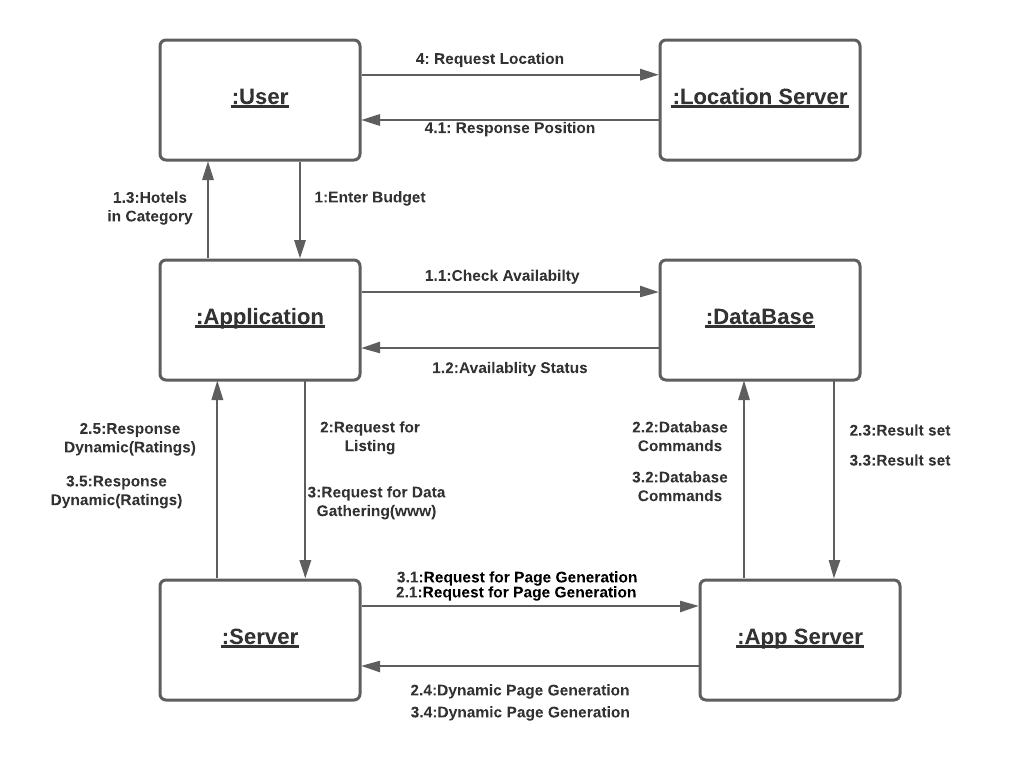 4: Request Location
:User
:Location Server
4.1: Response Position
1.3:Hotels
in Category
1:Enter Budget
1.1:Check Availabilty
:Application
:DataBase
1.2:Availablity Status
2.5:Response
Dynamic(Ratings)
2:Request for
Listing
2.2:Database
Commands
2.3:Result set
3.3:Result set
3.5:Response
Dynamic(Ratings)
3:Request for Data
Gathering(www)
3.2:Database
Commands
3.1:Request for Page Generation
2.1:Request for Page Generation
:Server
:App Server
2.4:Dynamic Page Generation
3.4:Dynamic Page Generation